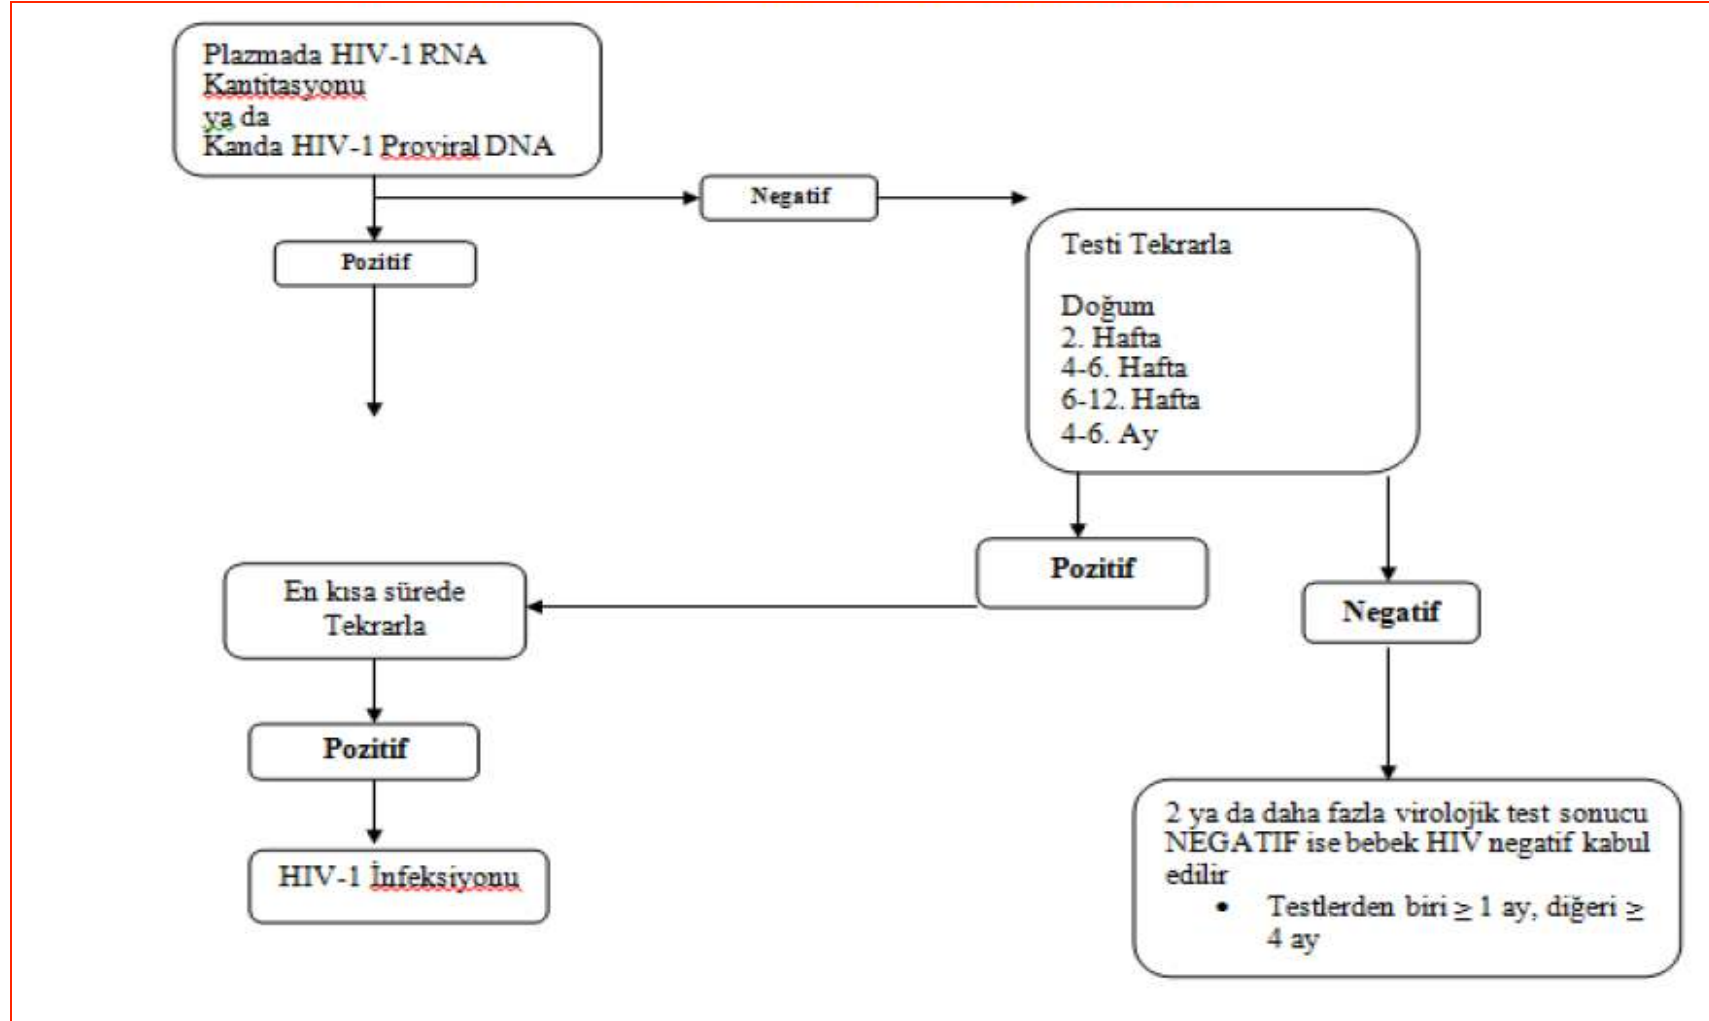 Plazmada HIV-1 RNA
Kantitasyonu
ya da
Kanda HIV-1 Proviral DNA
Negatif
Pozitif
Testi Tekrarla
Doğum
2. Hafta
4-6. Hafta
6-12. Hafta
4-6. Ay
Pozitif
En kısa sürede
Tekrarla
Negatif
Pozitif
HIV-1 İnfeksiyonu
2 ya da daha fazla virolojik test sonucu
NEGATIF ise bebek HIV negatif kabul
edilir
• Testlerden biri ≥ 1 ay, diğeri ≥
4 ay